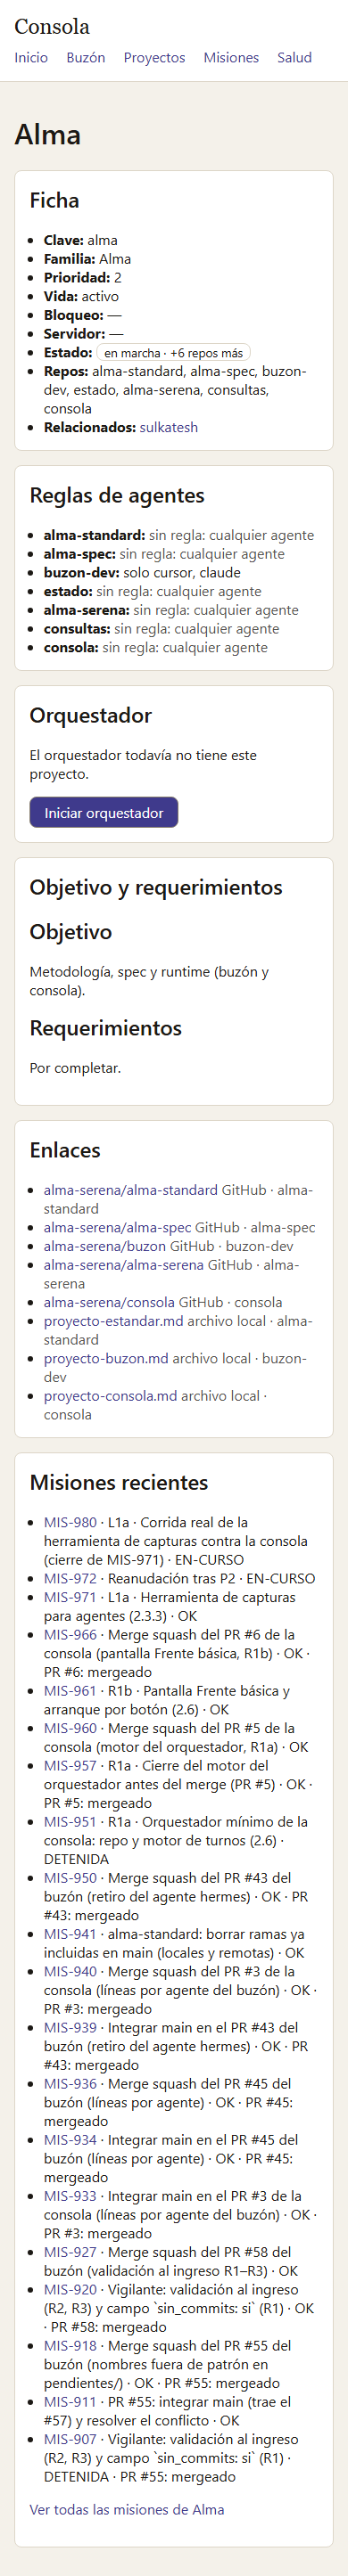 Consola
Inicio Buzón Proyectos Misiones Salud
Alma
Ficha
Clave: alma
Familia: Alma
Prioridad: 2
Vida: activo
Bloqueo: —
Servidor: —
Estado: en marcha · +6 repos más
Repos: alma-standard, alma-spec, buzon-
dev, estado, alma-serena, consultas,
consola
Relacionados: sulkatesh
Reglas de agentes
alma-standard: sin regla: cualquier agente
alma-spec: sin regla: cualquier agente
buzon-dev: solo cursor, claude
estado: sin regla: cualquier agente
alma-serena: sin regla: cualquier agente
consultas: sin regla: cualquier agente
consola: sin regla: cualquier agente
Orquestador
El orquestador todavía no tiene este
proyecto.
Iniciar orquestador
Objetivo y requerimientos
Objetivo
Metodología, spec y runtime (buzón y
consola).
Requerimientos
Por completar.
Enlaces
alma-serena/alma-standard GitHub · alma-
standard
alma-serena/alma-spec GitHub · alma-spec
alma-serena/buzon GitHub · buzon-dev
alma-serena/alma-serena GitHub · alma-
serena
alma-serena/consola GitHub · consola
proyecto-estandar.md archivo local · alma-
standard
proyecto-buzon.md archivo local · buzon-
dev
proyecto-consola.md archivo local ·
consola
Misiones recientes
MIS-980 · L1a · Corrida real de la
herramienta de capturas contra la consola
(cierre de MIS-971) · EN-CURSO
MIS-972 · Reanudación tras P2 · EN-CURSO
MIS-971 · L1a · Herramienta de capturas
para agentes (2.3.3) · OK
MIS-966 · Merge squash del PR #6 de la
consola (pantalla Frente básica, R1b) · OK ·
PR #6: mergeado
MIS-961 · R1b · Pantalla Frente básica y
arranque por botón (2.6) · OK
MIS-960 · Merge squash del PR #5 de la
consola (motor del orquestador, R1a) · OK
MIS-957 · R1a · Cierre del motor del
orquestador antes del merge (PR #5) · OK ·
PR #5: mergeado
MIS-951 · R1a · Orquestador mínimo de la
consola: repo y motor de turnos (2.6) ·
DETENIDA
MIS-950 · Merge squash del PR #43 del
buzón (retiro del agente hermes) · OK · PR
#43: mergeado
MIS-941 · alma-standard: borrar ramas ya
incluidas en main (locales y remotas) · OK
MIS-940 · Merge squash del PR #3 de la
consola (líneas por agente del buzón) · OK ·
PR #3: mergeado
MIS-939 · Integrar main en el PR #43 del
buzón (retiro del agente hermes) · OK · PR
#43: mergeado
MIS-936 · Merge squash del PR #45 del
buzón (líneas por agente) · OK · PR #45:
mergeado
MIS-934 · Integrar main en el PR #45 del
buzón (líneas por agente) · OK · PR #45:
mergeado
MIS-933 · Integrar main en el PR #3 de la
consola (líneas por agente del buzón) · OK ·
PR #3: mergeado
MIS-927 · Merge squash del PR #58 del
buzón (validación al ingreso R1–R3) · OK
MIS-920 · Vigilante: validación al ingreso
(R2, R3) y campo `sin_commits: si` (R1) · OK
· PR #58: mergeado
MIS-918 · Merge squash del PR #55 del
buzón (nombres fuera de patrón en
pendientes/) · OK · PR #55: mergeado
MIS-911 · PR #55: integrar main (trae el
#57) y resolver el conflicto · OK
MIS-907 · Vigilante: validación al ingreso
(R2, R3) y campo `sin_commits: si` (R1) ·
DETENIDA · PR #55: mergeado
Ver todas las misiones de Alma